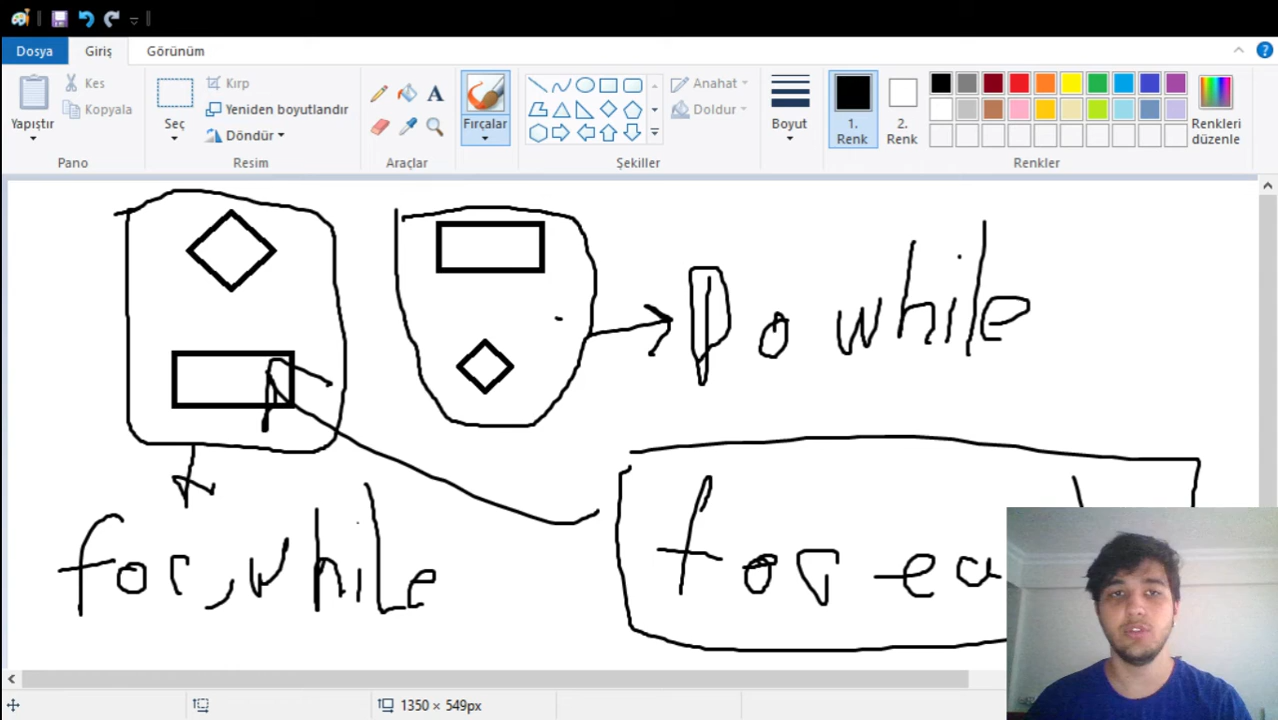 Dosya Giriş Görünüm
Yapıştır
Kes
Kopyala
Pano
Seç
Kırp
Yeniden boyutlandır
Döndür
Resim
Araçlar
Fırçalar
Şekiller
Anahat
Doldur
Boyut
1.
Renk
2.
Renk
Renkleri
düzenle
Renkler
Do while
for, while
for-ea
1350 × 549px